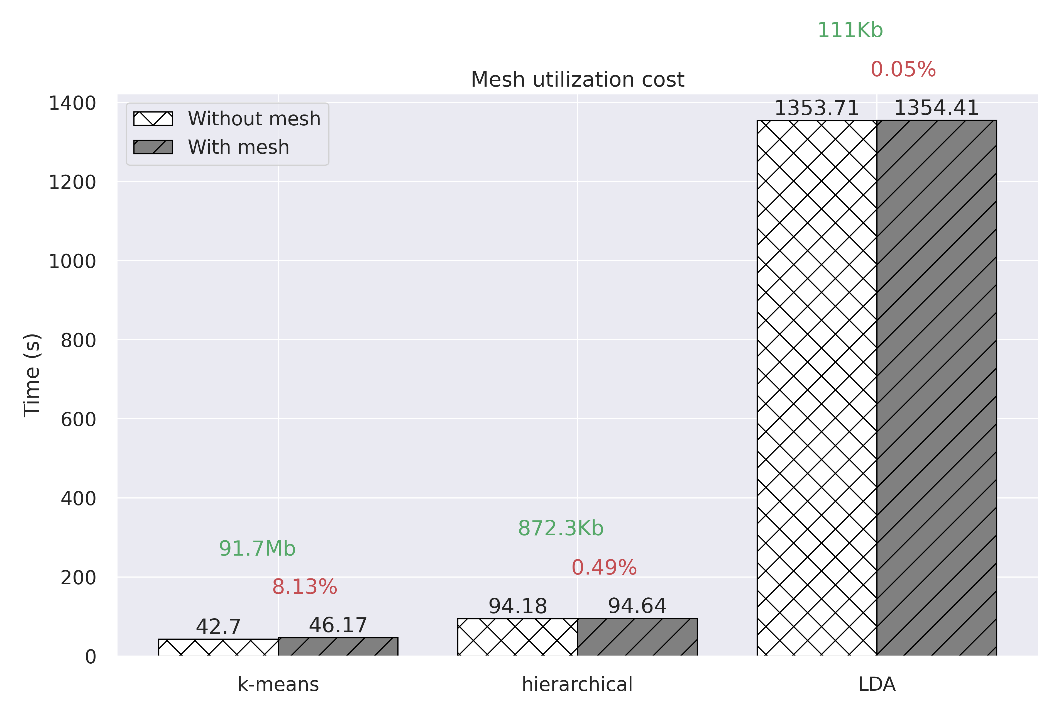 111Kb
0.05%
Mesh utilization cost
1353.71 1354.41
Without mesh
With mesh
Time (s)
1400
1200
1000
800
600
400
200
0
91.7Mb
8.13%
42.7 46.17
872.3Kb
0.49%
94.18 94.64
k-means hierarchical LDA